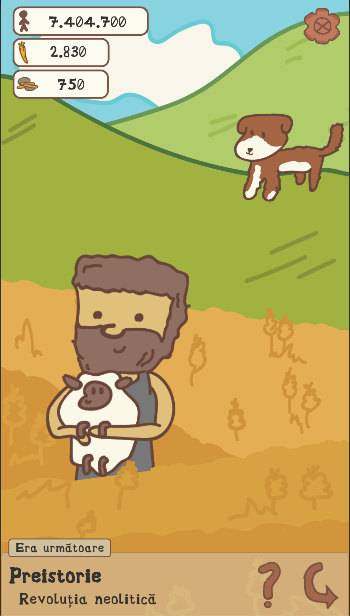 7.404.700
2.830
750
Era următoare
Preistorie
Revoluția neolitică
?